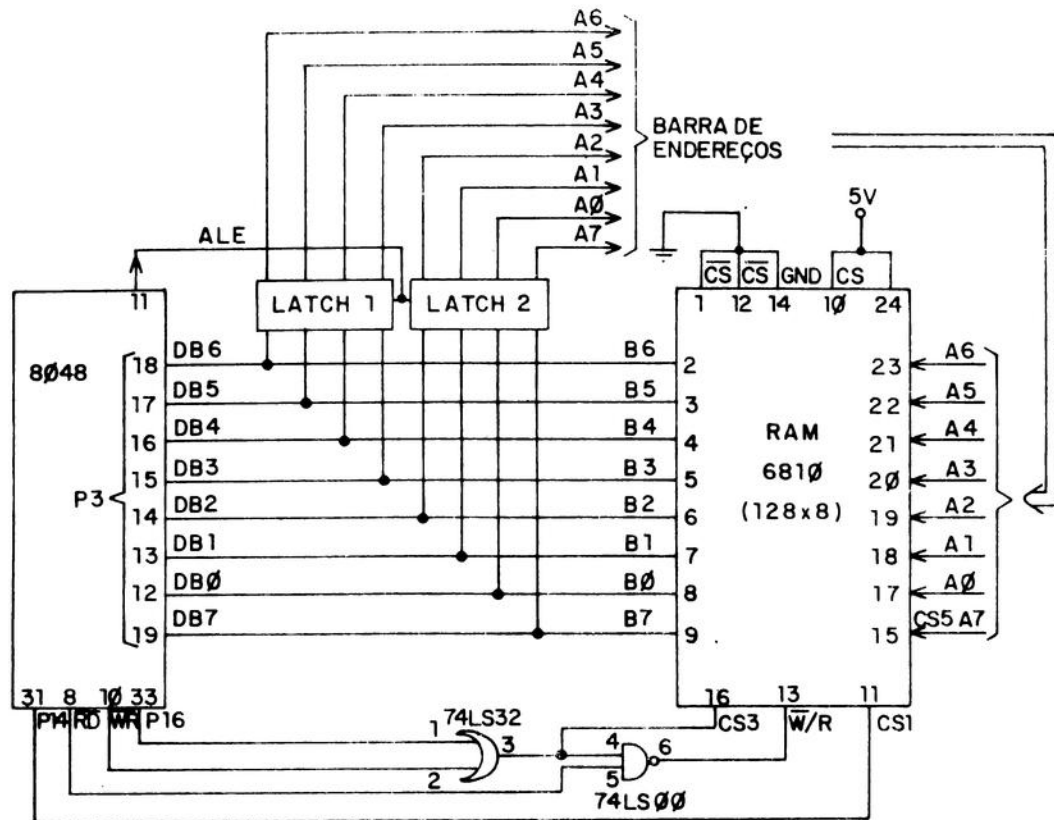 A6
A5
A4
A3
A2
A1
AØ
A7
BARRA DE
ENDEREÇOS
ALE
5V
CS CS GND CS
11
LATCH 1
LATCH 2
1 12 14 1Ø 24
8Ø48
P3
18 DB6 B6 2 23 A6
17 DB5 B5 3 22 A5
16 DB4 B4 4 21 A4
15 DB3 B3 5 2Ø A3
14 DB2 B2 6 19 A2
13 DB1 B1 7 18 A1
12 DBØ BØ 8 17 AØ
19 DB7 B7 9 15 CS5 A7
RAM
681Ø
(128x8)
31 8 1Ø 33
P14 RD WR P16
16 13 11
CS3 W/R CS1
74LS32
1 2 3
4 5 6
74LSØØ